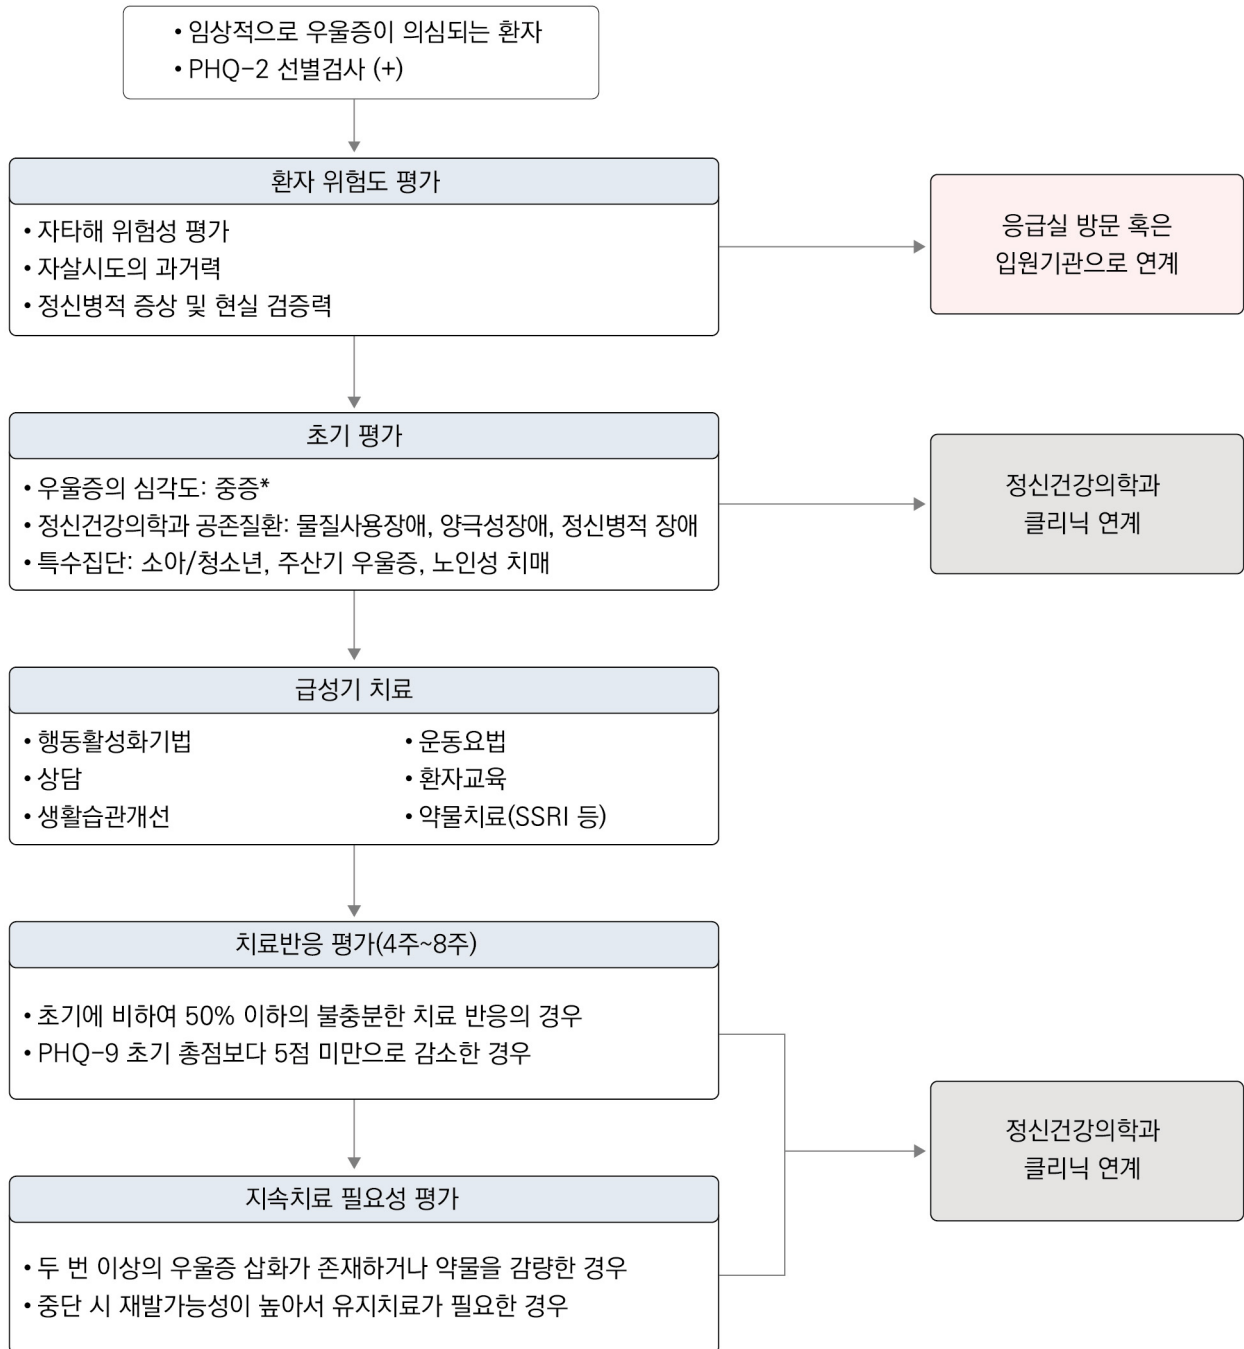 • 임상적으로 우울증이 의심되는 환자
• PHQ-2 선별검사 (+)
환자 위험도 평가
• 자타해 위험성 평가
• 자살시도의 과거력
• 정신병적 증상 및 현실 검증력
응급실 방문 혹은
입원기관으로 연계
초기 평가
• 우울증의 심각도: 중증*
• 정신건강의학과 공존질환: 물질사용장애, 양극성장애, 정신병적 장애
• 특수집단: 소아/청소년, 주산기 우울증, 노인성 치매
정신건강의학과
클리닉 연계
급성기 치료
• 행동활성화기법
• 상담
• 생활습관개선
• 운동요법
• 환자교육
• 약물치료(SSRI 등)
치료반응 평가(4주~8주)
• 초기에 비하여 50% 이하의 불충분한 치료 반응의 경우
• PHQ-9 초기 총점보다 5점 미만으로 감소한 경우
지속치료 필요성 평가
• 두 번 이상의 우울증 삽화가 존재하거나 약물을 감량한 경우
• 중단 시 재발가능성이 높아서 유지치료가 필요한 경우
정신건강의학과
클리닉 연계